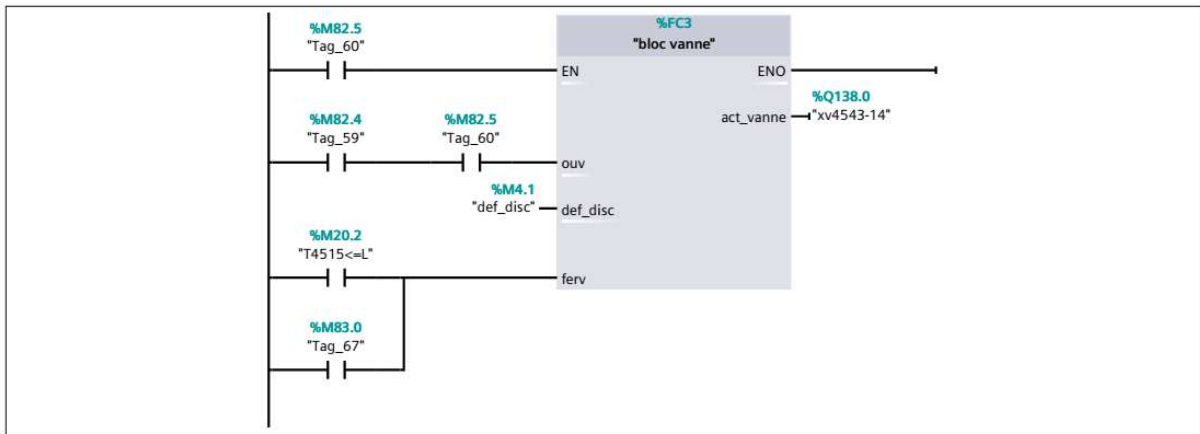 %M82.5
"Tag_60"
%FC3
"bloc vanne"
EN
ENO
%Q138.0
act_vanne
"xv4543-14"
%M82.4
"Tag_59"
%M82.5
"Tag_60"
ouv
%M4.1
"def_disc"
def_disc
%M20.2
"T4515<=L"
ferv
%M83.0
"Tag_67"